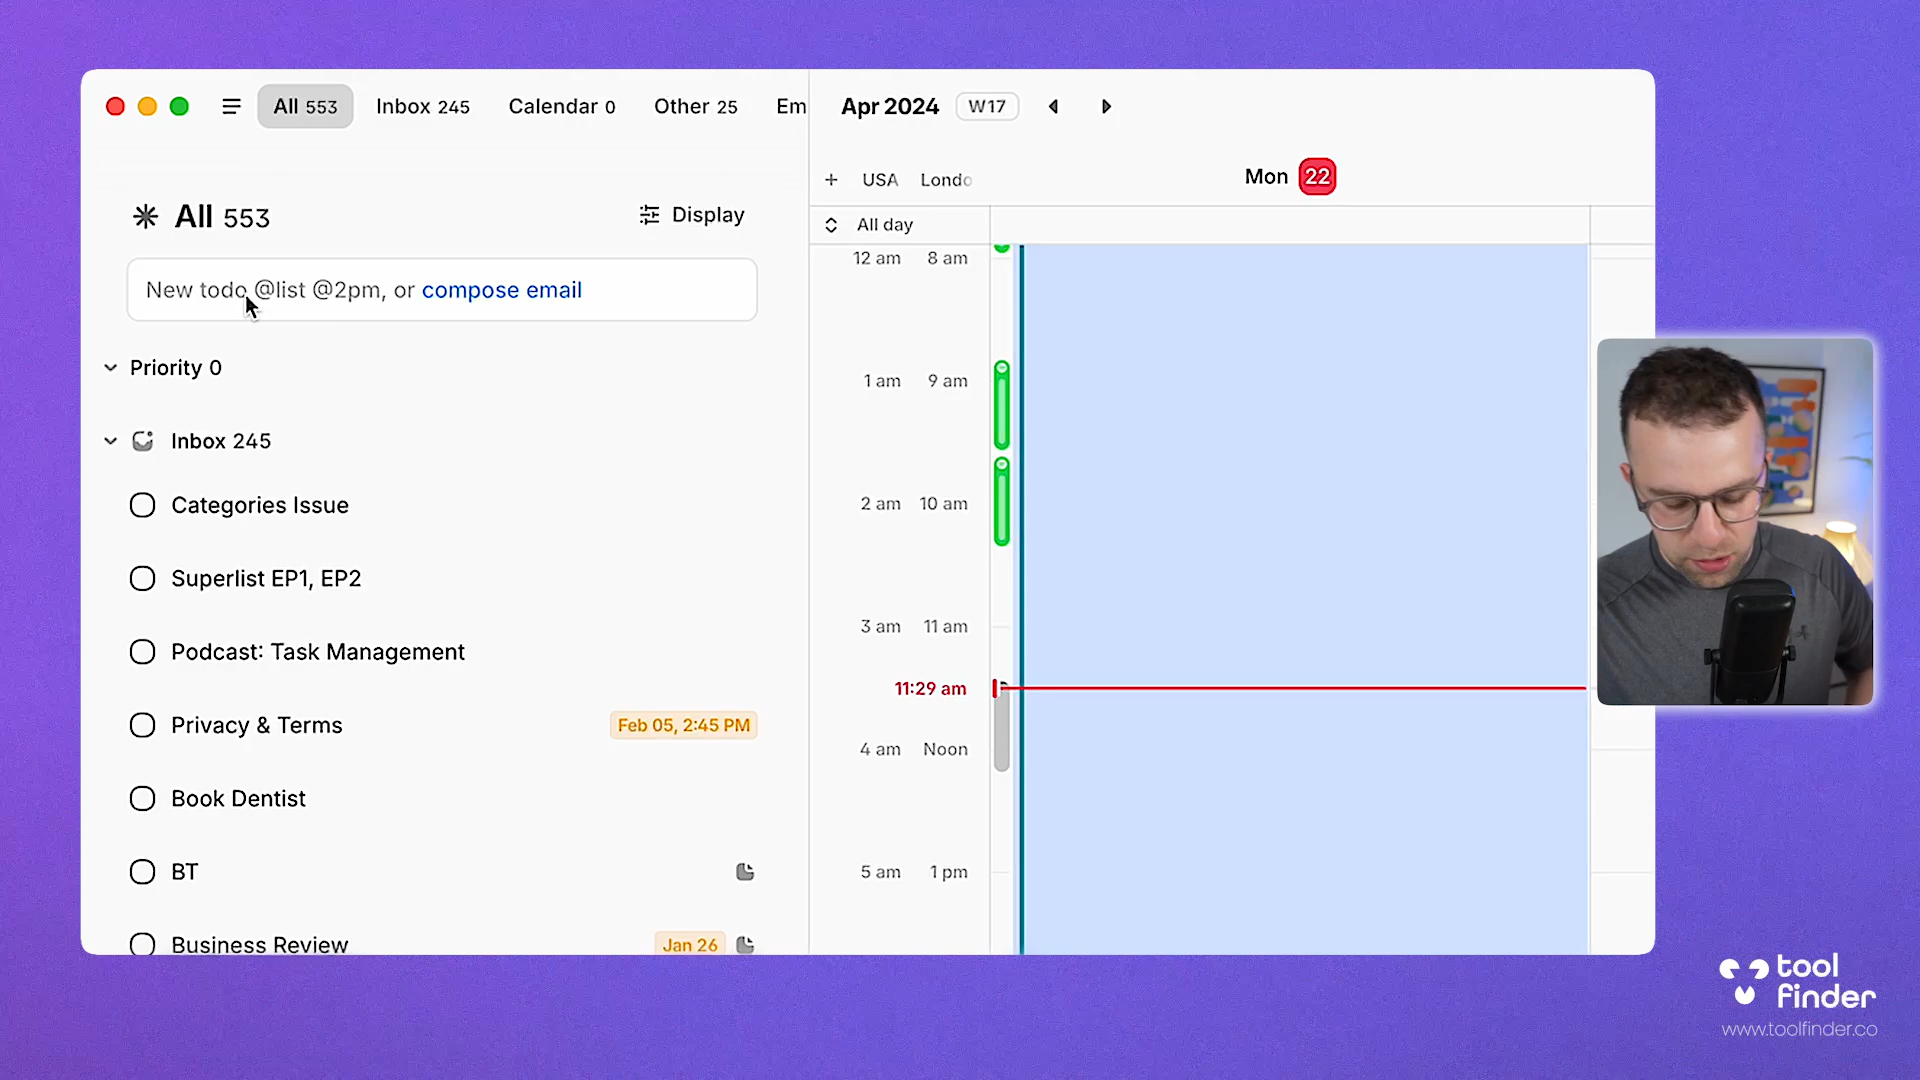 All 553
Inbox 245
Calendar 0
Other 25
Em
Apr 2024
W17
USA
Londo
Mon 22
All 553
Display
All day
New todo @list @2pm, or compose email
Priority 0
Inbox 245
Categories Issue
Superlist EP1, EP2
Podcast: Task Management
Privacy & Terms
Feb 05, 2:45 PM
Book Dentist
BT
Business Review
Jan 26
12 am 8 am
1 am 9 am
2 am 10 am
3 am 11 am
11:29 am
4 am Noon
5 am 1 pm
tool
finder
www.toolfinder.co